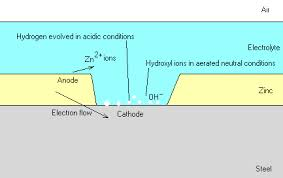 Air
Hydrogen evolved in acidic conditions
Electrolyte
Zn2+ ions
Hydroxyl ions in aerated neutral conditions
Anode
OH−
Zinc
Electron flow
Cathode
Steel